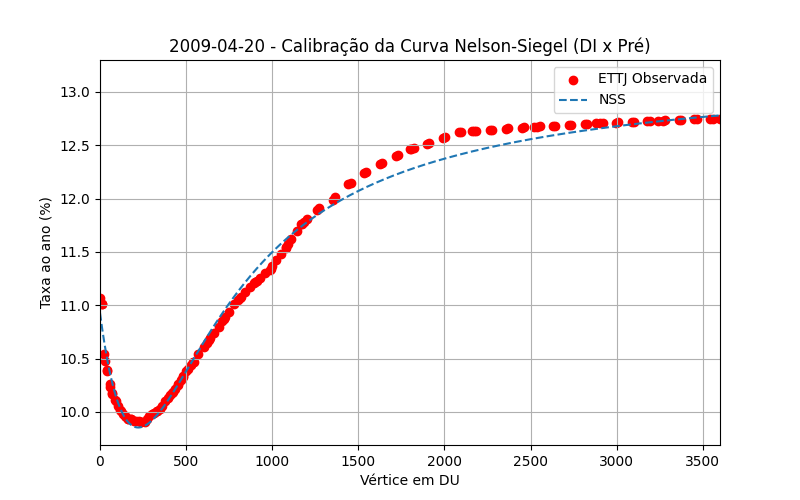 2009-04-20 - Calibração da Curva Nelson-Siegel (DI x Pré)
ETTJ Observada
NSS
Taxa ao ano (%)
13.0
12.5
12.0
11.5
11.0
10.5
10.0
0 500 1000 1500 2000 2500 3000 3500
Vértice em DU